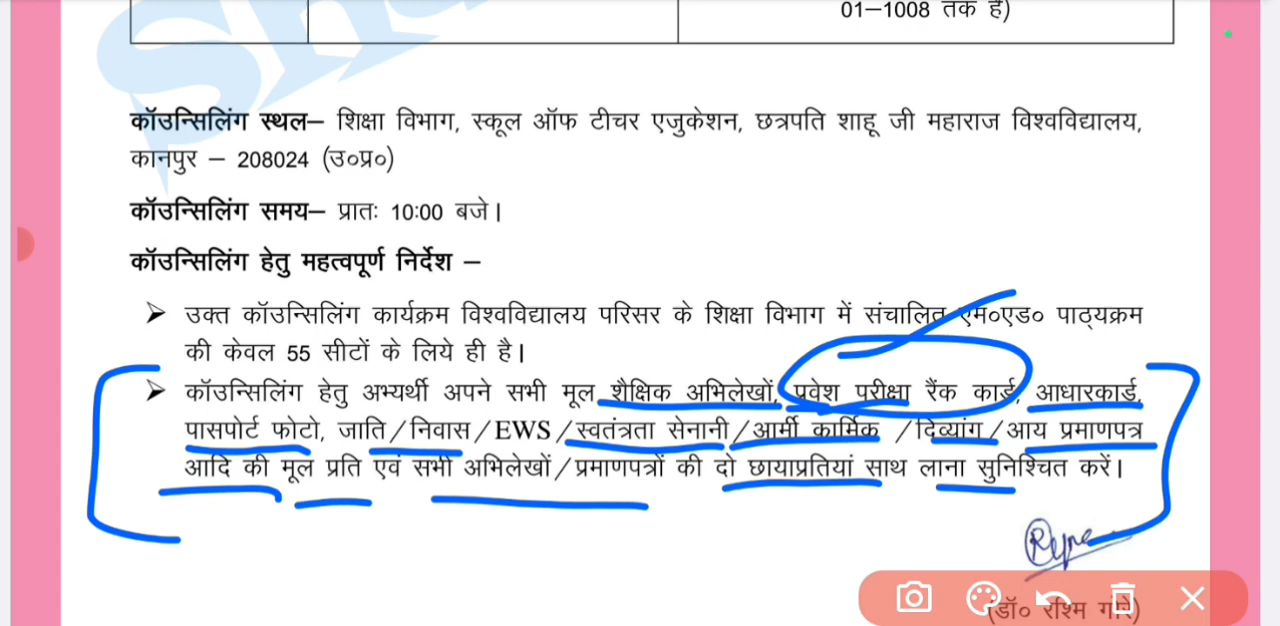 01–1008 तक है)
कॉउन्सिलिंग स्थल– शिक्षा विभाग, स्कूल ऑफ टीचर एजुकेशन, छत्रपति शाहू जी महाराज विश्वविद्यालय,
कानपुर – 208024 (उ०प्र०)
कॉउन्सिलिंग समय– प्रातः 10:00 बजे।
कॉउन्सिलिंग हेतु महत्वपूर्ण निर्देश –
➤ उक्त कॉउन्सिलिंग कार्यक्रम विश्वविद्यालय परिसर के शिक्षा विभाग में संचालित एम०एड० पाठ्यक्रम
की केवल 55 सीटों के लिये ही है।
➤ कॉउन्सिलिंग हेतु अभ्यर्थी अपने सभी मूल शैक्षिक अभिलेखों, प्रवेश परीक्षा रैंक कार्ड, आधारकार्ड,
पासपोर्ट फोटो, जाति/निवास/EWS/स्वतंत्रता सेनानी/आर्मी कार्मिक /दिव्यांग/आय प्रमाणपत्र
आदि की मूल प्रति एवं सभी अभिलेखों/प्रमाणपत्रों की दो छायाप्रतियां साथ लाना सुनिश्चित करें।
(डॉ० रश्मि गोरे)